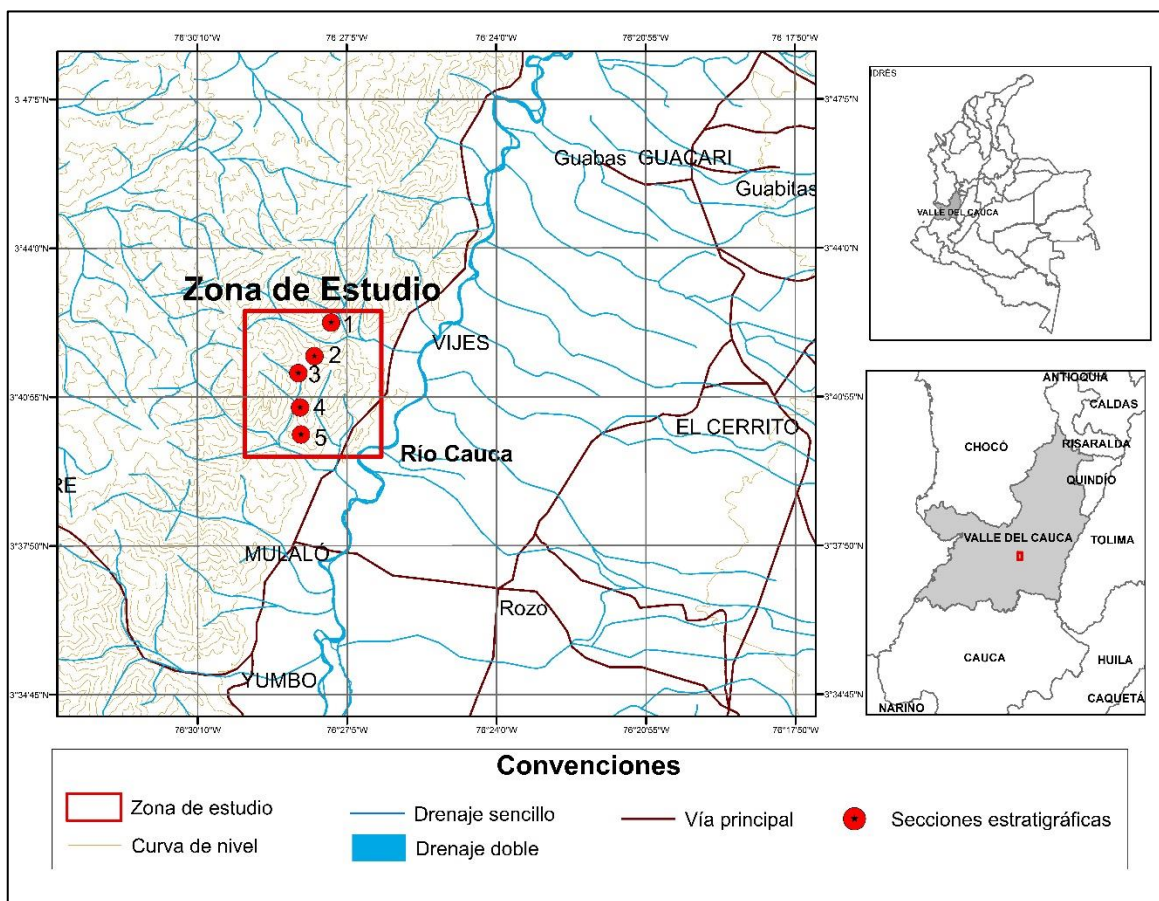 76°30'10"W 76°27'5"W 76°24'0"W 76°20'55"W 76°17'50"W
3°47'5"N 3°47'5"N
Guabas GUACARI
Guabitas
3°44'0"N 3°44'0"N
Zona de Estudio
1
2
3
4
5
VIJES
3°40'55"N 3°40'55"N
EL CERRITO
Río Cauca
RE
3°37'50"N 3°37'50"N
MULALÓ
Rozo
YUMBO
3°34'45"N 3°34'45"N
76°30'10"W 76°27'5"W 76°24'0"W 76°20'55"W 76°17'50"W
IDRÉS
VALLE DEL CAUCA
ANTIOQUIA
CALDAS
CHOCÓ
RISARALDA
QUINDÍO
VALLE DEL CAUCA
TOLIMA
CAUCA
HUILA
CAQUETÁ
NARIÑO
Convenciones
Zona de estudio
Curva de nivel
Drenaje sencillo
Drenaje doble
Vía principal
Secciones estratigráficas